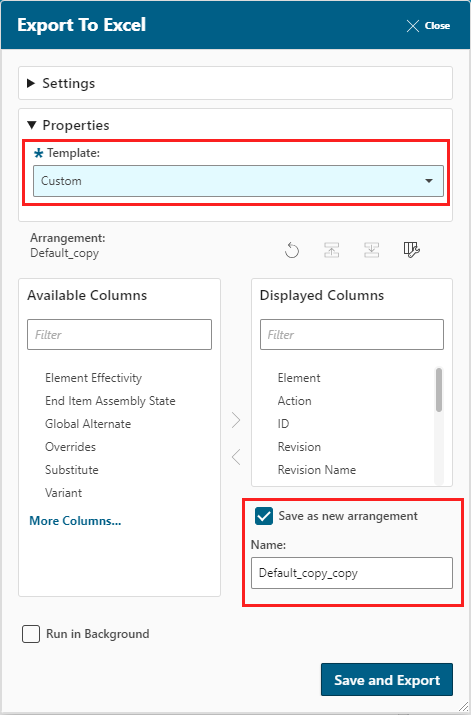 Export To Excel
Close
Settings
Properties
* Template:
Custom
Arrangement:
Default_copy
Available Columns
Filter
Element Effectivity
End Item Assembly State
Global Alternate
Overrides
Substitute
Variant
More Columns...
Displayed Columns
Filter
Element
Action
ID
Revision
Revision Name
Save as new arrangement
Name:
Default_copy_copy
Run in Background
Save and Export